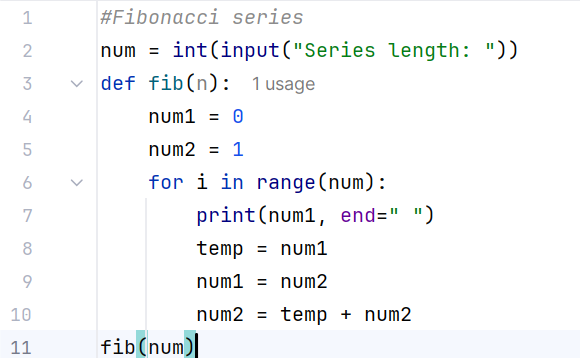 1 #Fibonacci series
2 num = int(input("Series length: "))
3 def fib(n): 1 usage
4     num1 = 0
5     num2 = 1
6     for i in range(num):
7         print(num1, end=" ")
8         temp = num1
9         num1 = num2
10         num2 = temp + num2
11 fib(num)